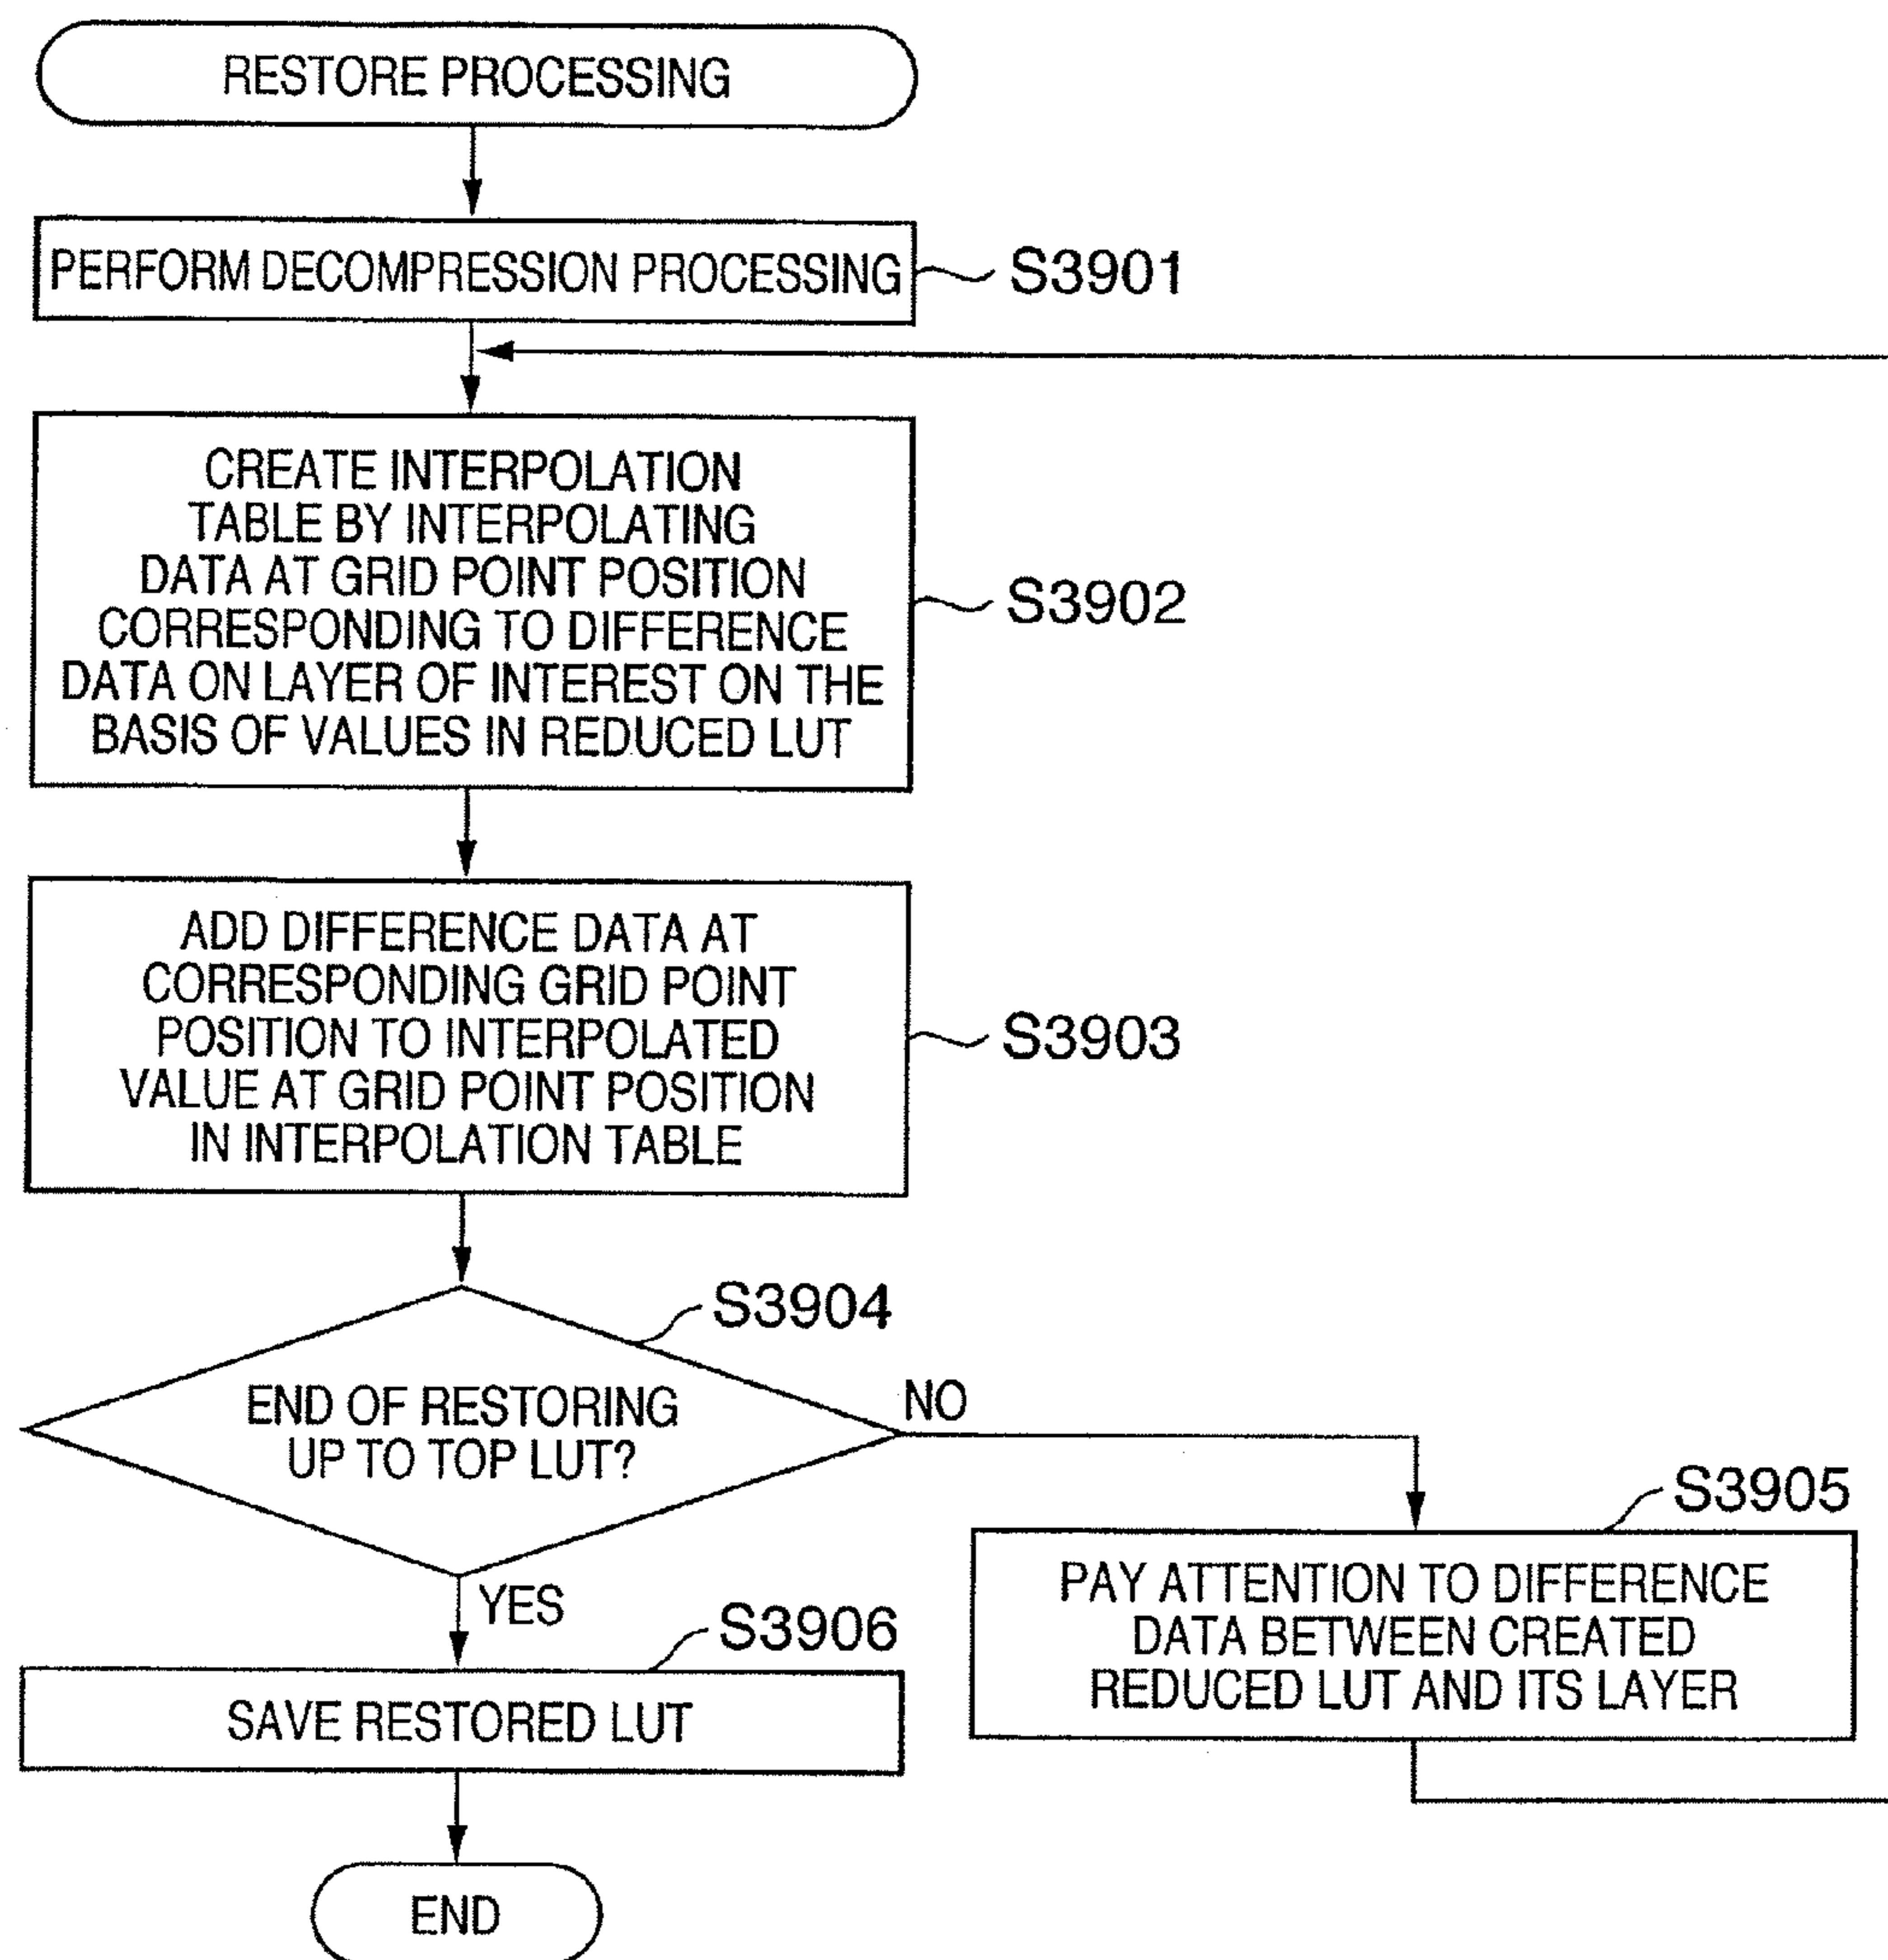 RESTORE PROCESSING
PERFORM DECOMPRESSION PROCESSING
S3901
CREATE INTERPOLATION
TABLE BY INTERPOLATING
DATA AT GRID POINT POSITION
CORRESPONDING TO DIFFERENCE
DATA ON LAYER OF INTEREST ON THE
BASIS OF VALUES IN REDUCED LUT
S3902
ADD DIFFERENCE DATA AT
CORRESPONDING GRID POINT
POSITION TO INTERPOLATED
VALUE AT GRID POINT POSITION
IN INTERPOLATION TABLE
S3903
S3904
END OF RESTORING
UP TO TOP LUT?
NO
YES
S3905
PAY ATTENTION TO DIFFERENCE
DATA BETWEEN CREATED
REDUCED LUT AND ITS LAYER
S3906
SAVE RESTORED LUT
END